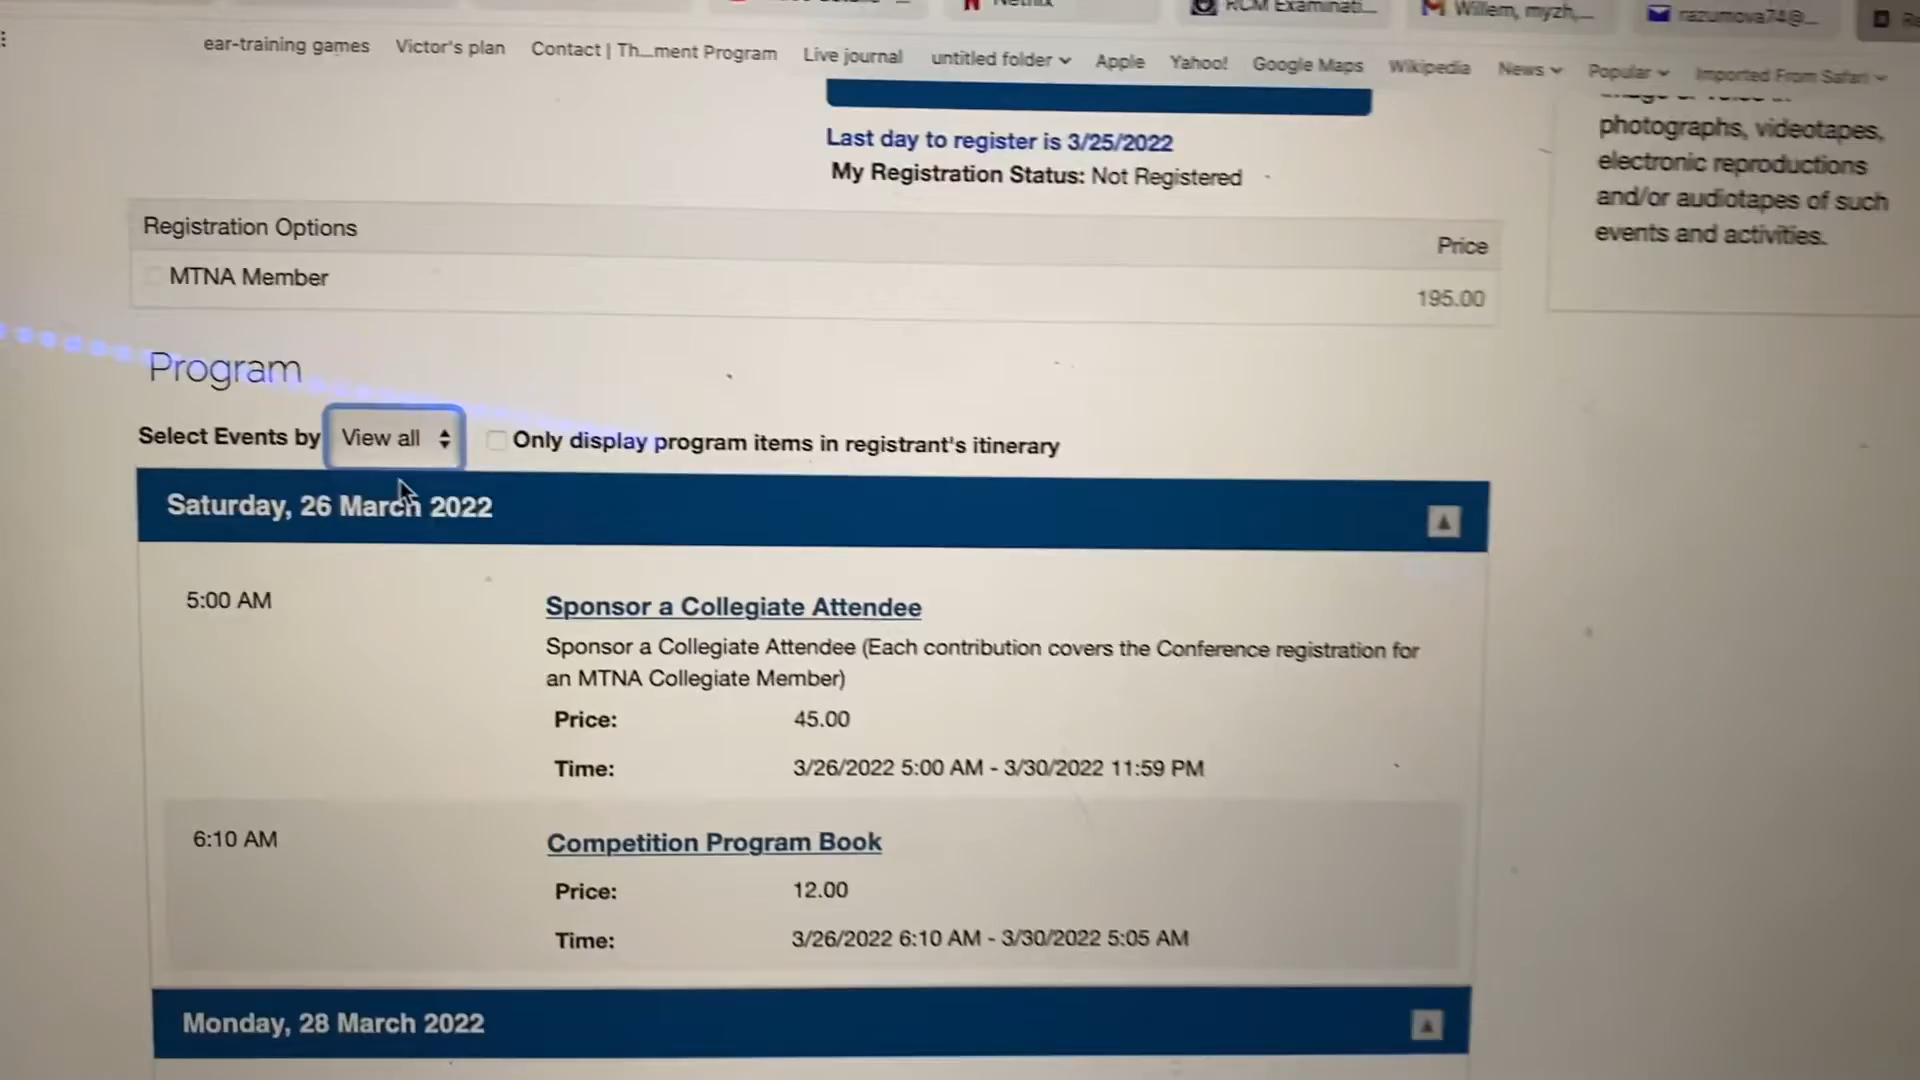 RCM Examinati...
Willem, myzh,...
razumova74@...
ear-training games Victor's plan Contact | Th...ment Program Live journal untitled folder Apple Yahoo! Google Maps Wikipedia News Popular Imported From Safari
photographs, videotapes,
electronic reproductions
and/or audiotapes of such
events and activities.
Last day to register is 3/25/2022
My Registration Status: Not Registered
Registration Options Price
MTNA Member 195.00
Program
Select Events by View all Only display program items in registrant's itinerary
Saturday, 26 March 2022
5:00 AM Sponsor a Collegiate Attendee
Sponsor a Collegiate Attendee (Each contribution covers the Conference registration for
an MTNA Collegiate Member)
Price: 45.00
Time: 3/26/2022 5:00 AM - 3/30/2022 11:59 PM
6:10 AM Competition Program Book
Price: 12.00
Time: 3/26/2022 6:10 AM - 3/30/2022 5:05 AM
Monday, 28 March 2022